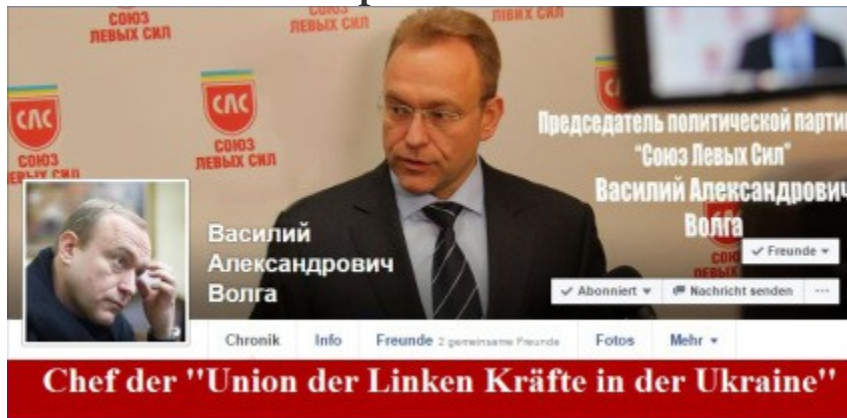 СОЮЗ
ЛЕВЫХ СИЛ
ЛЕВЫХ СИЛ
СЛС
СЛС
СОЮЗ
СОЮЗ
ЛЕВЫХ СИЛ
Председатель политической партии
"Союз Левых Сил"
Василий Александрович
Волга
Василий
Александрович
Волга
✓ Freunde
✓ Abonniert
Nachricht senden
...
Chronik
Info
Freunde 2 gemeinsame Freunde
Fotos
Mehr
Chef der "Union der Linken Kräfte in der Ukraine"